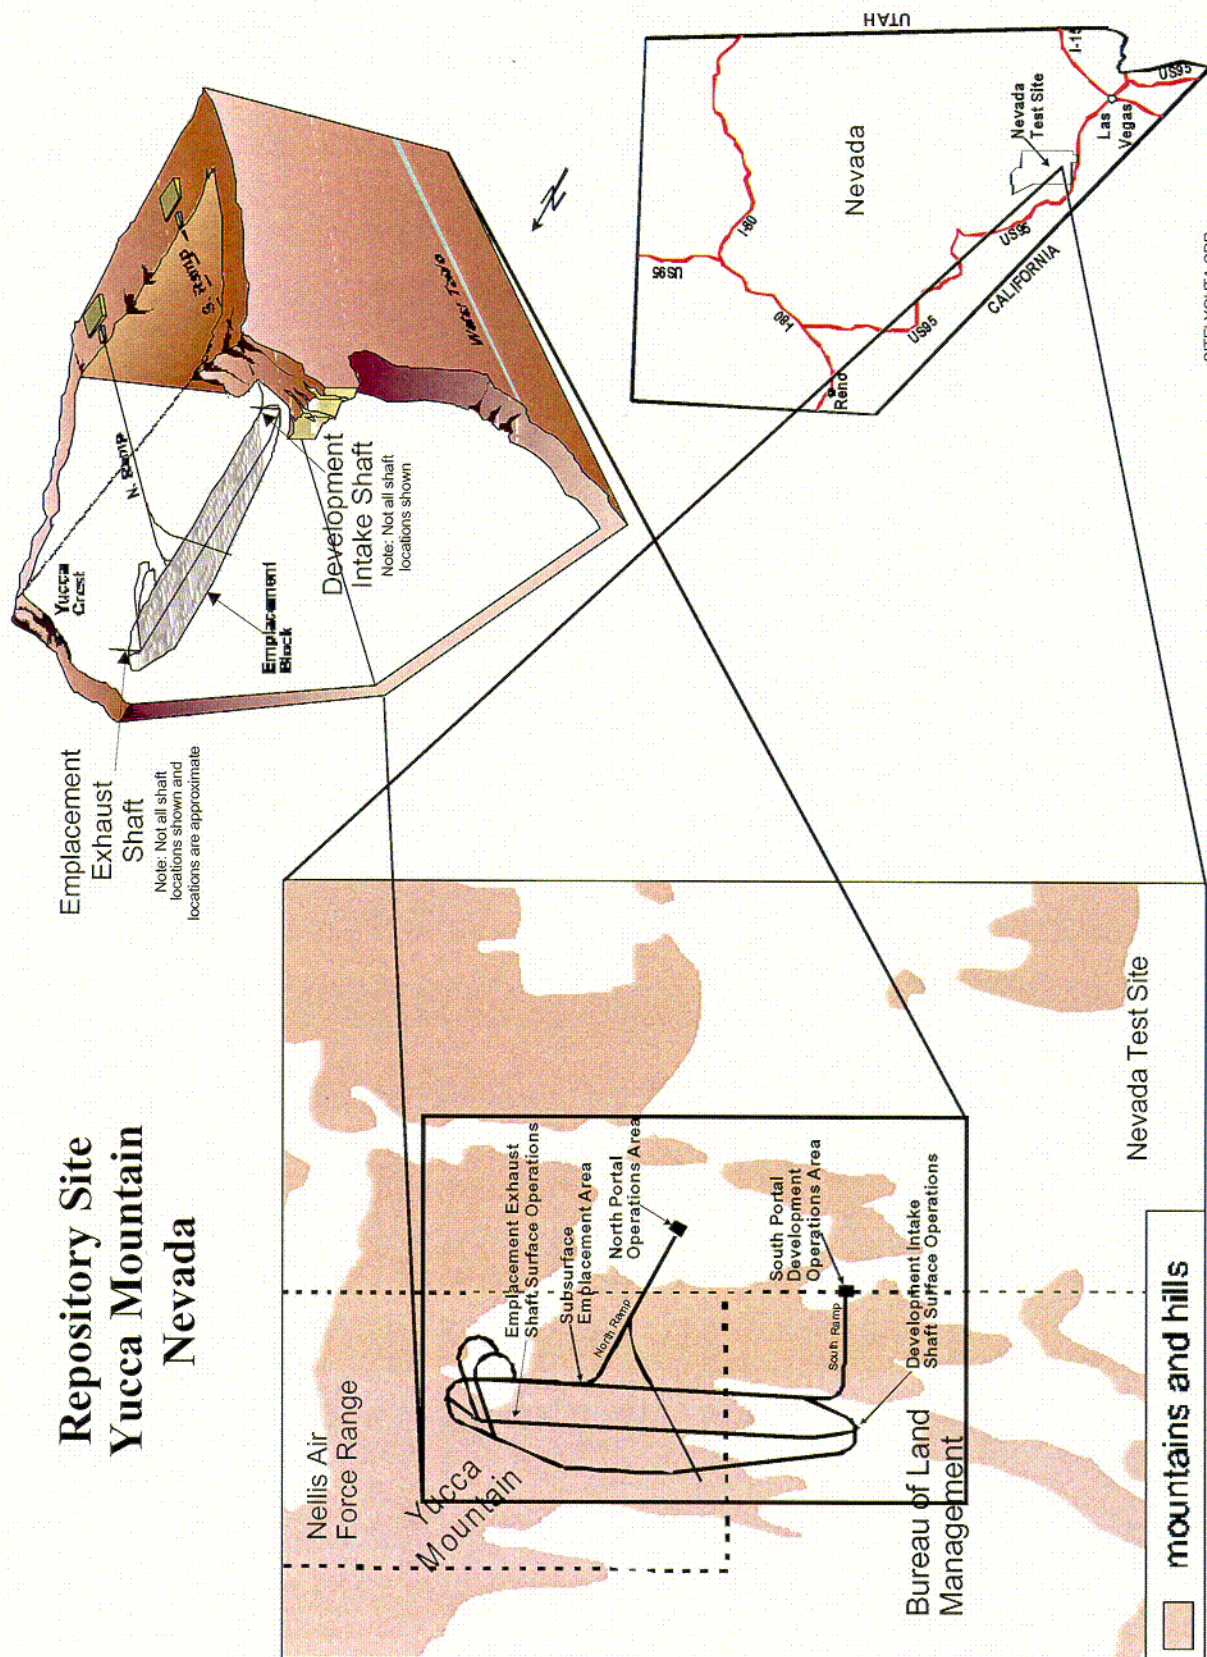 Repository Site
Yucca Mountain
Nevada
Emplacement
Exhaust
Shaft
Note: Not all shaft
locations shown and
locations are approximate
Yucca
Crest
N. Ramp
S. Ramp
Emplacement
Block
Development
Intake Shaft
Note: Not all shaft
locations shown
Water Table
N
UTAH
Nevada
I-80
US95
I-80
Reno
US95
US95
CALIFORNIA
Nevada
Test Site
Las
Vegas
I-15
US95
Nellis Air
Force Range
Yucca
Mountain
Emplacement Exhaust
Shaft Surface Operations
Subsurface
Emplacement Area
North Portal
Operations Area
North Ramp
South Portal
Development
Operations Area
South Ramp
Development Intake
Shaft Surface Operations
Bureau of Land
Management
Nevada Test Site
mountains and hills